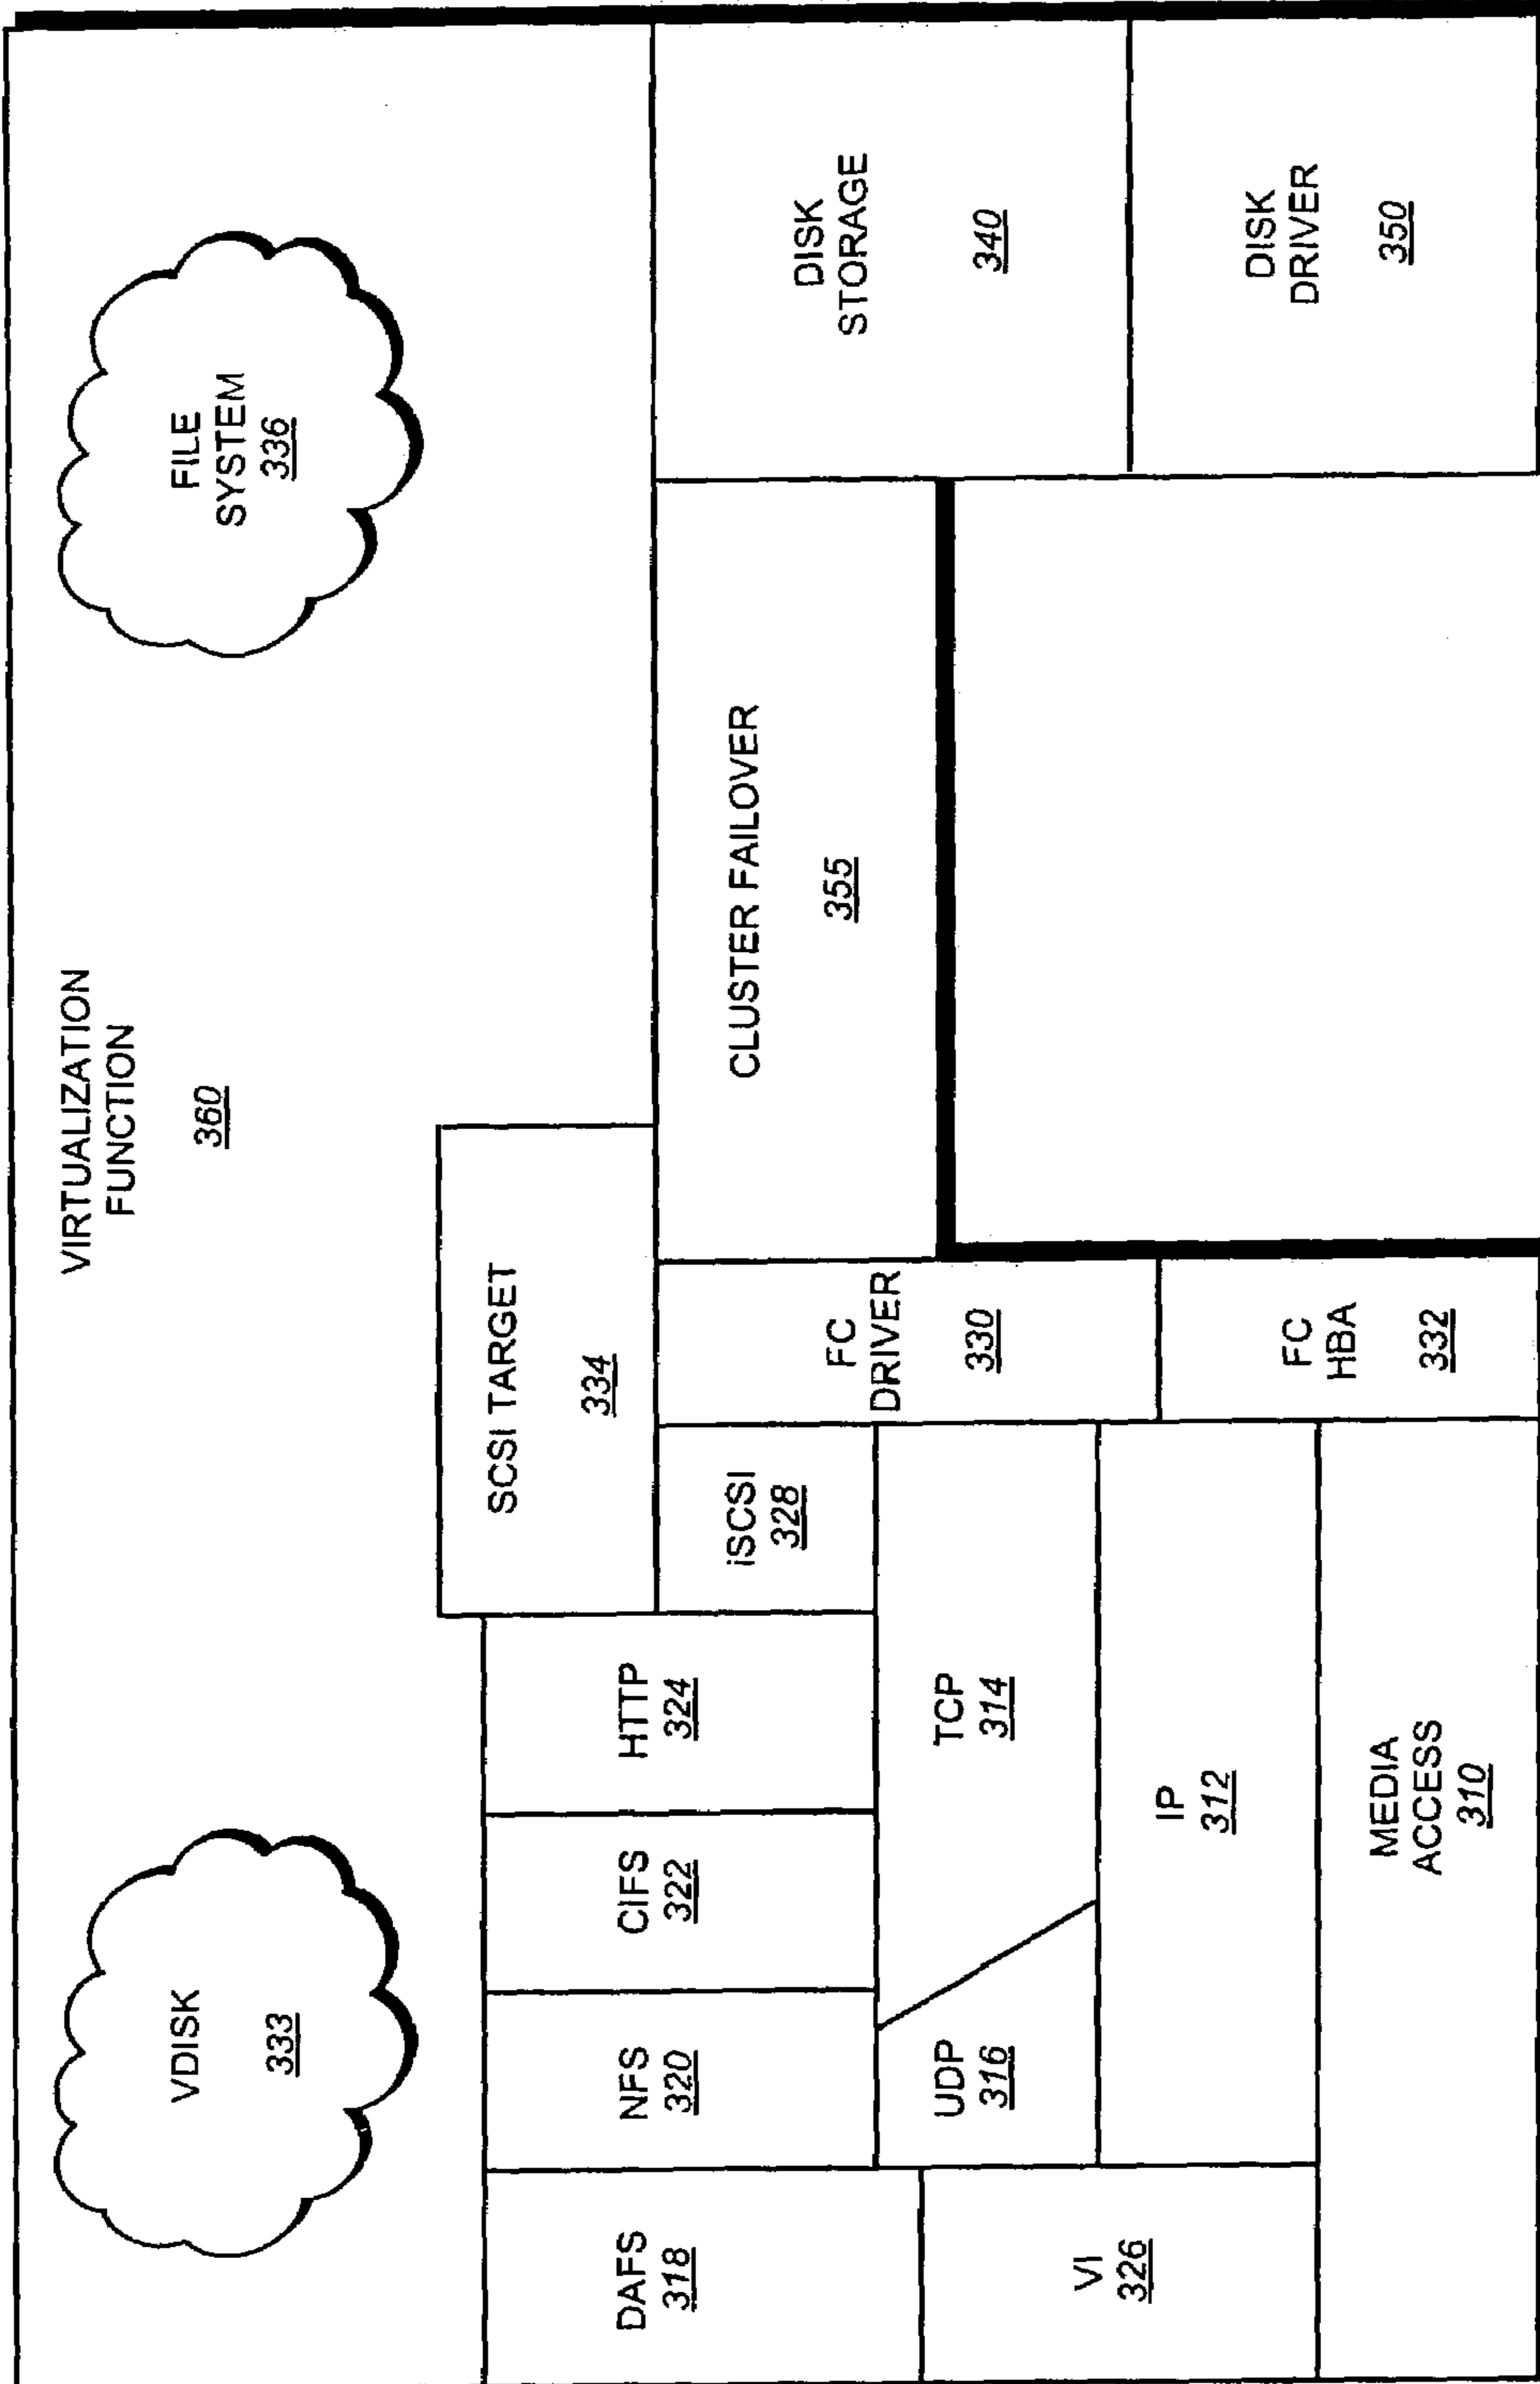 VIRTUALIZATION
FUNCTION
360
VDISK
333
FILE
SYSTEM
336
SCSI TARGET
334
DAFS
318
NFS
320
CIFS
322
HTTP
324
iSCSI
328
FC
DRIVER
330
CLUSTER FAILOVER
355
DISK
STORAGE
340
UDP
316
TCP
314
VI
326
IP
312
FC
HBA
332
DISK
DRIVER
350
MEDIA
ACCESS
310